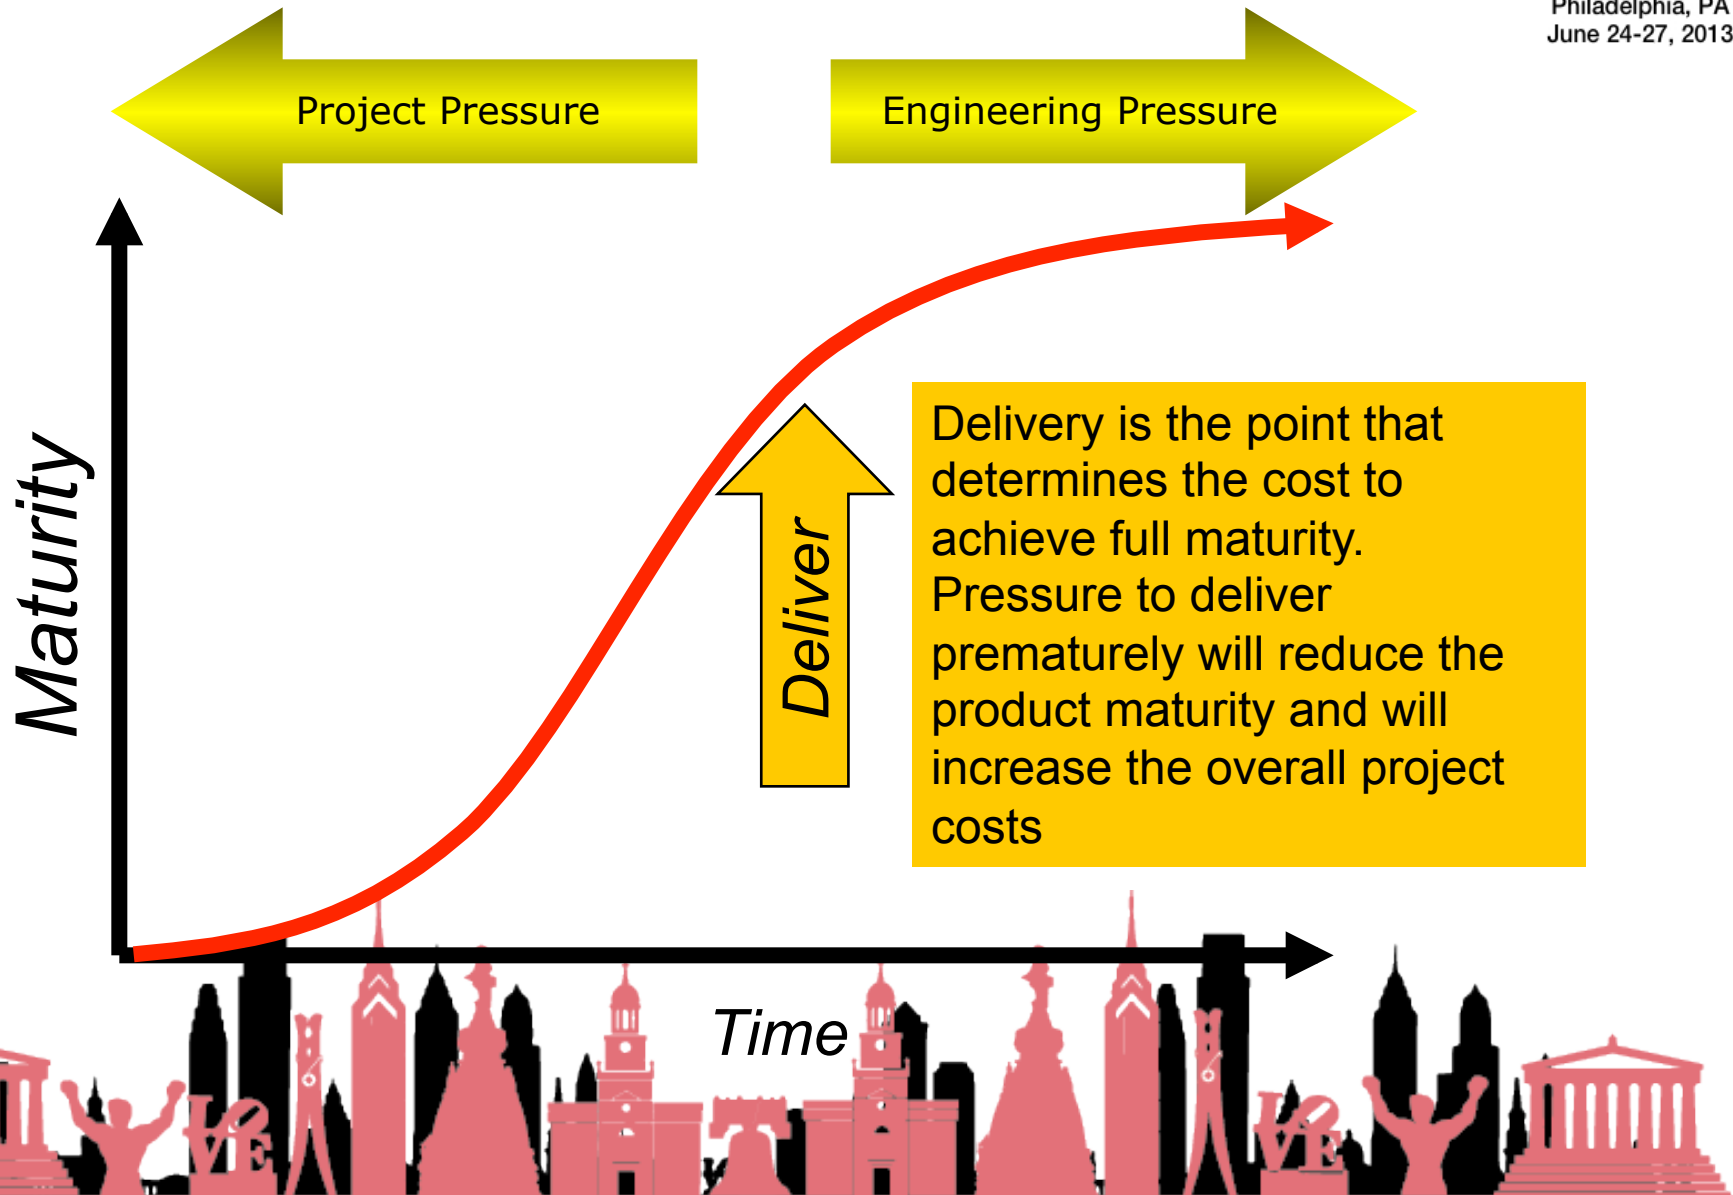 Philadelphia, PA
June 24-27, 2013
Project Pressure
Engineering Pressure
Maturity
Deliver
Delivery is the point that
determines the cost to
achieve full maturity.
Pressure to deliver
prematurely will reduce the
product maturity and will
increase the overall project
costs
Time
LOVE
LOVE